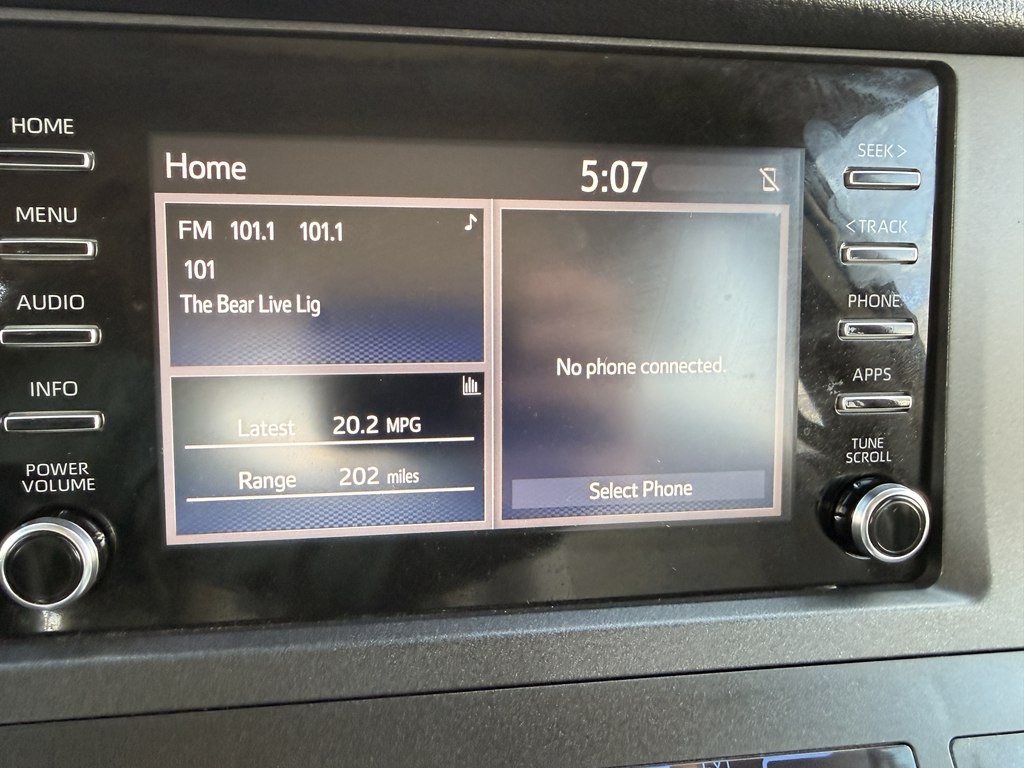 HOME
MENU
AUDIO
INFO
POWER
VOLUME
Home
5:07
FM 101.1 101.1
101
The Bear Live Lig
Latest 20.2 MPG
Range 202 miles
No phone connected.
Select Phone
SEEK >
< TRACK
PHONE
APPS
TUNE
SCROLL